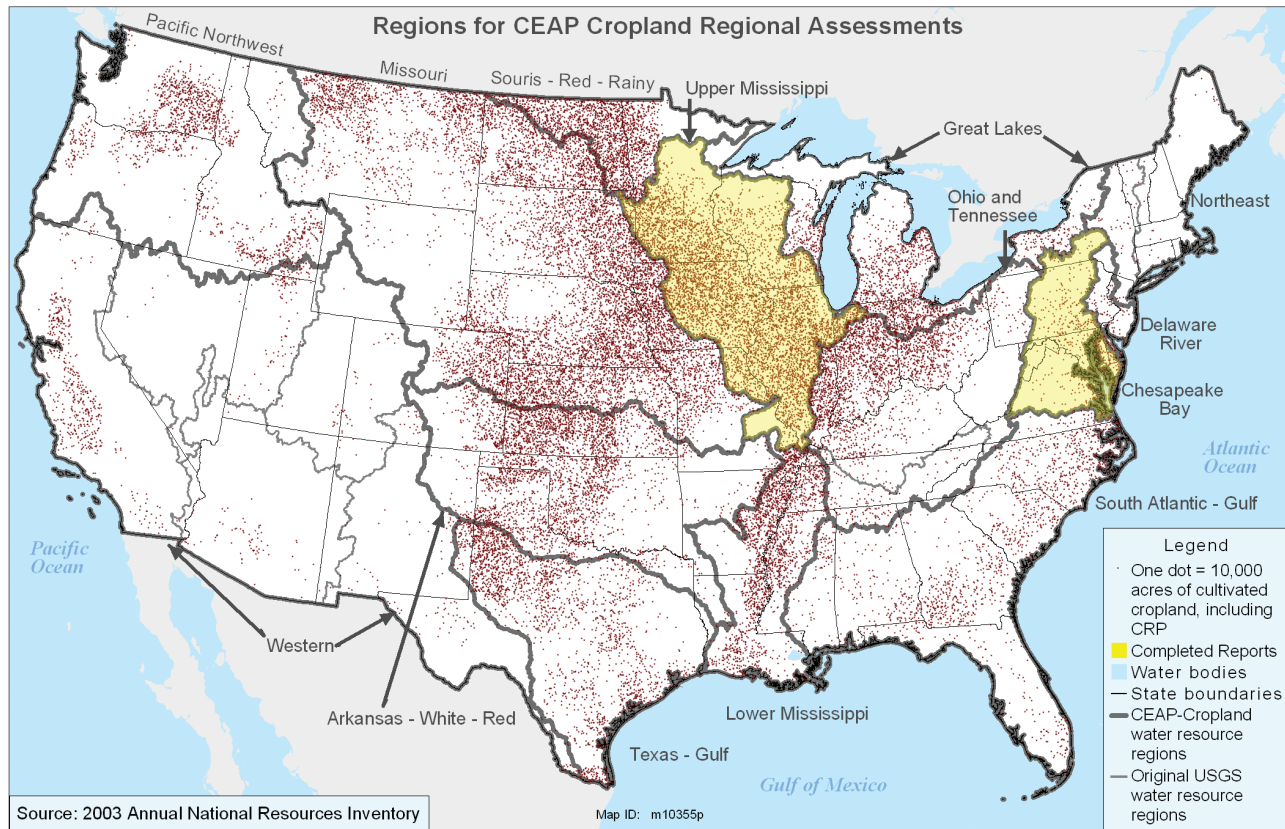 Regions for CEAP Cropland Regional Assessments
Pacific Northwest
Missouri
Souris - Red - Rainy
Upper Mississippi
Great Lakes
Ohio and
Tennessee
Northeast
Delaware
River
Chesapeake
Bay
Atlantic
Ocean
South Atlantic - Gulf
Pacific
Ocean
Western
Arkansas - White - Red
Lower Mississippi
Texas - Gulf
Gulf of Mexico
Legend
One dot = 10,000
acres of cultivated
cropland, including
CRP
Completed Reports
Water bodies
State boundaries
CEAP-Cropland
water resource
regions
Original USGS
water resource
regions
Source: 2003 Annual National Resources Inventory
Map ID: m10355p